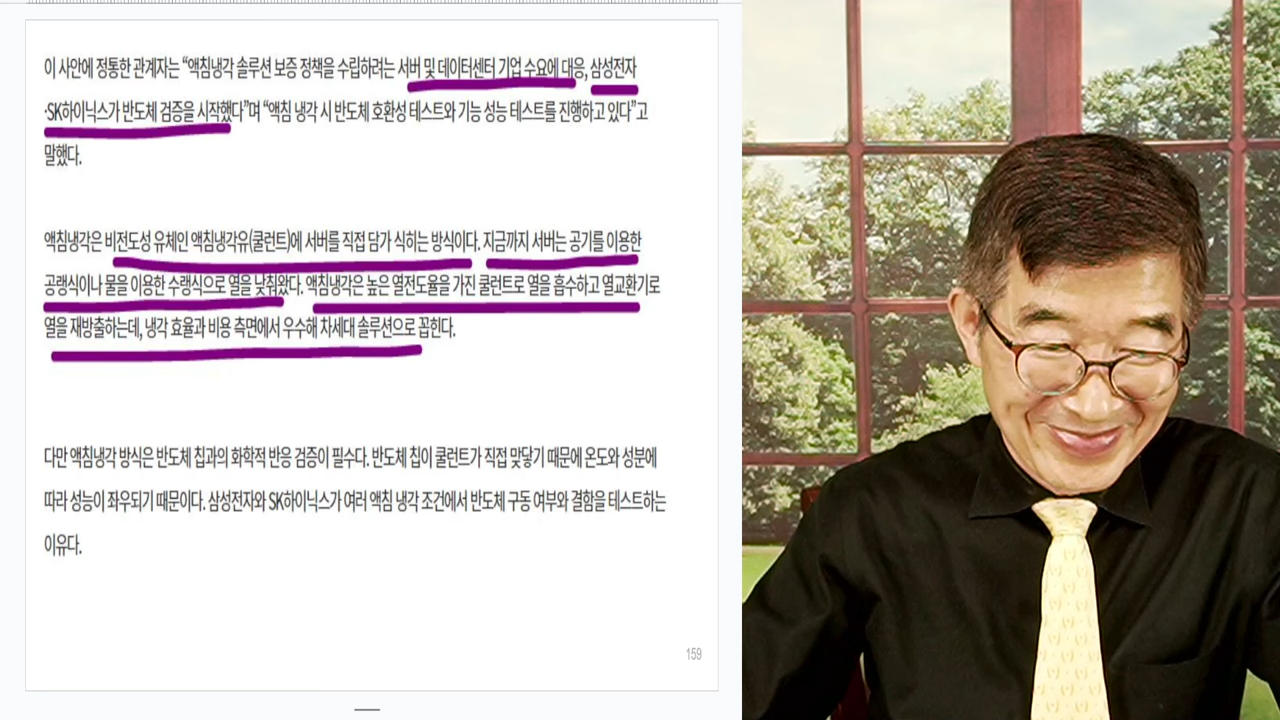 이 사안에 정통한 관계자는 “액침냉각 솔루션 보증 정책을 수립하려는 서버 및 데이터센터 기업 수요에 대응, 삼성전자
·SK하이닉스가 반도체 검증을 시작했다”며 “액침 냉각 시 반도체 호환성 테스트와 기능 성능 테스트를 진행하고 있다”고
말했다.
액침냉각은 비전도성 유체인 액침냉각유(쿨런트)에 서버를 직접 담가 식히는 방식이다. 지금까지 서버는 공기를 이용한
공랭식이나 물을 이용한 수랭식으로 열을 낮춰왔다. 액침냉각은 높은 열전도율을 가진 쿨런트로 열을 흡수하고 열교환기로
열을 재방출하는데, 냉각 효율과 비용 측면에서 우수해 차세대 솔루션으로 꼽힌다.
다만 액침냉각 방식은 반도체 칩과의 화학적 반응 검증이 필수다. 반도체 칩이 쿨런트가 직접 맞닿기 때문에 온도와 성분에
따라 성능이 좌우되기 때문이다. 삼성전자와 SK하이닉스가 여러 액침 냉각 조건에서 반도체 구동 여부와 결함을 테스트하는
이유다.
159